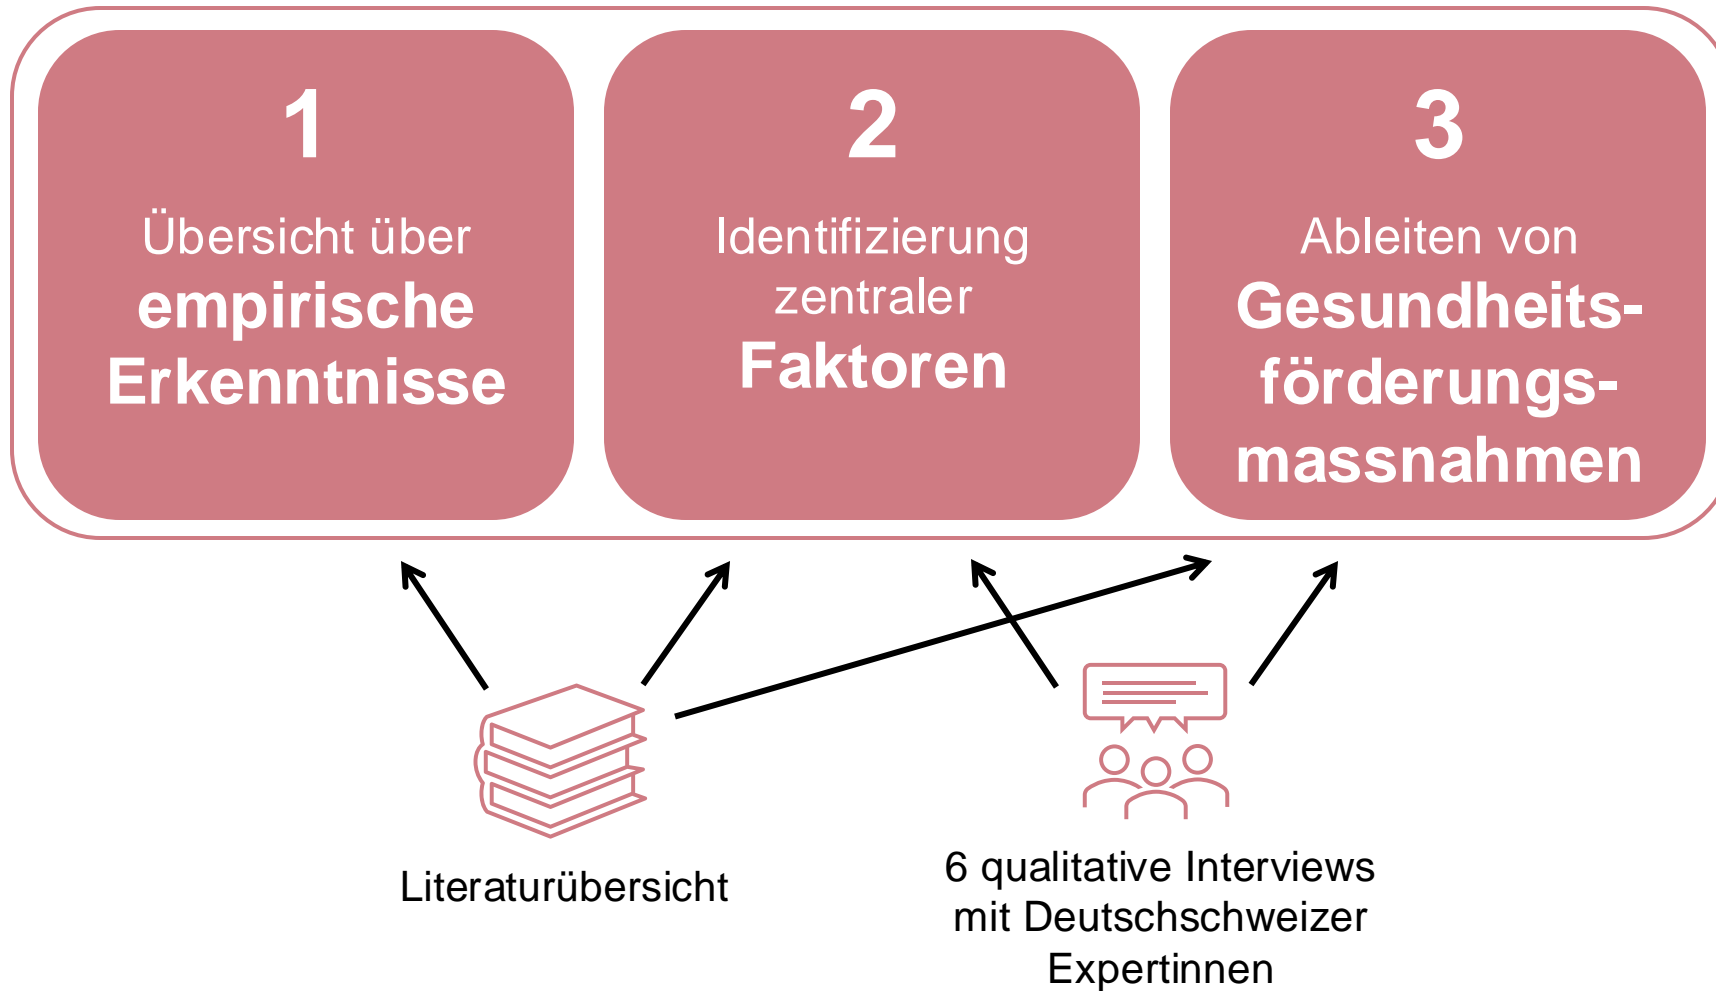 1
Übersicht über
empirische
Erkenntnisse
2
Identifizierung
zentraler
Faktoren
3
Ableiten von
Gesundheits-
förderungs-
massnahmen
Literaturübersicht
6 qualitative Interviews
mit Deutschschweizer
Expertinnen